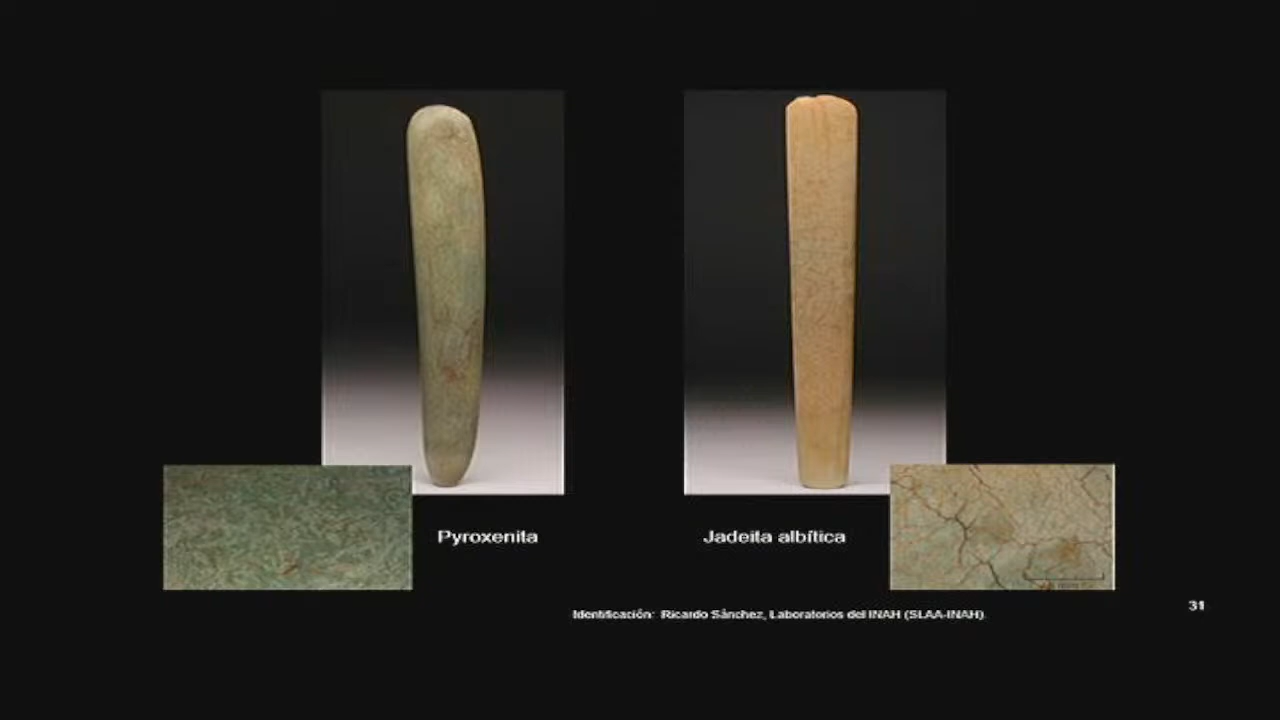 Pyroxenita
Jadeita albítica
Identificación: Ricardo Sánchez, Laboratorios del INAH (SLAA-INAH).
31